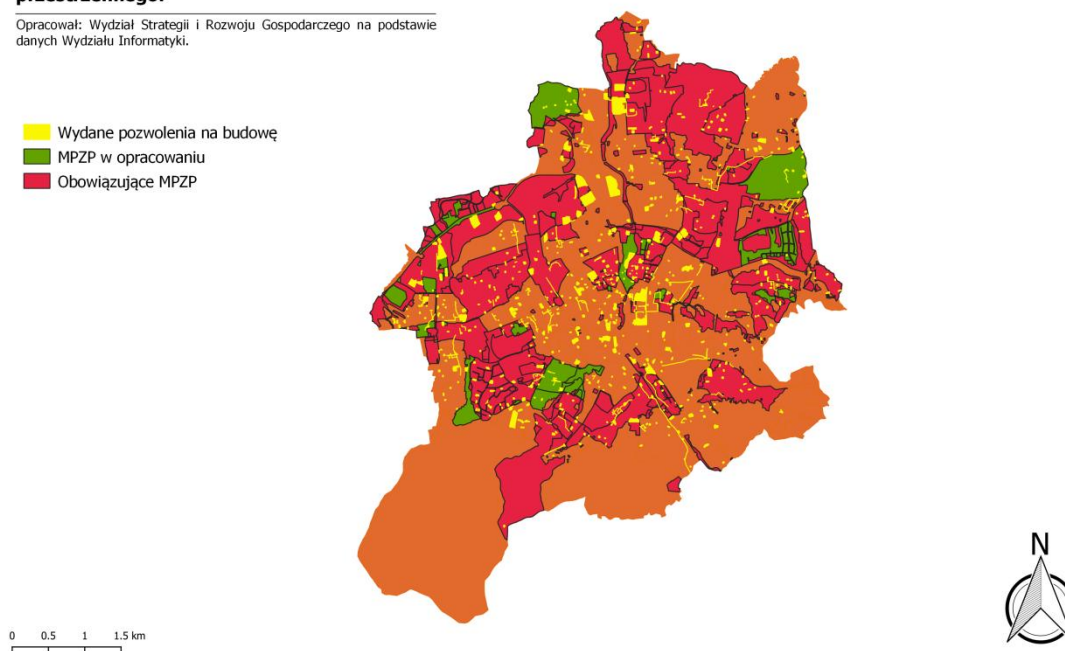 przestrzennego.
Opracował: Wydział Strategii i Rozwoju Gospodarczego na podstawie
danych Wydziału Informatyki.
Wydane pozwolenia na budowę
MPZP w opracowaniu
Obowiązujące MPZP
N
0 0.5 1 1.5 km